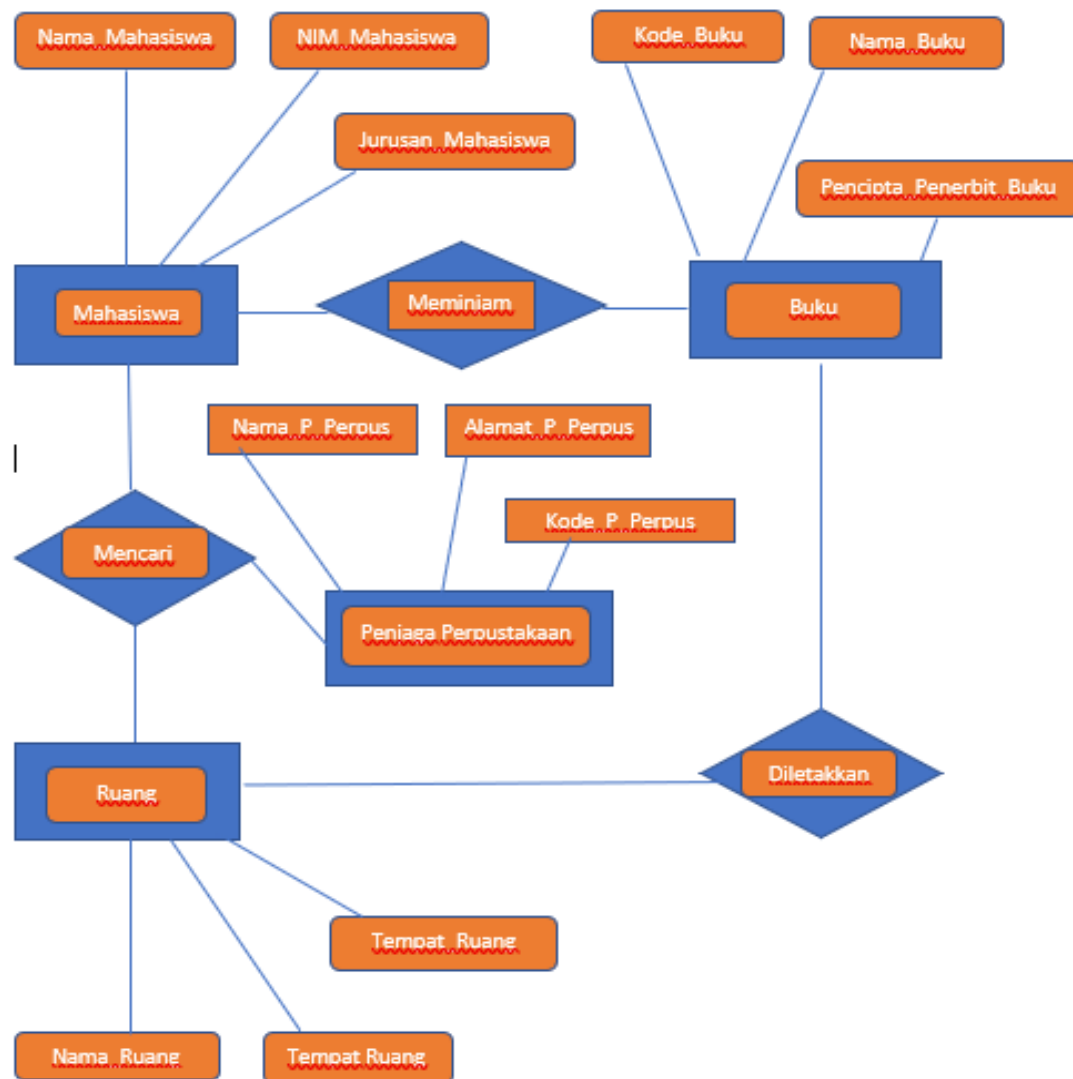 Nama_Mahasiswa
NIM_Mahasiswa
Kode_Buku
Nama_Buku
Jurusan_Mahasiswa
Pencipta_Penerbit_Buku
Mahasiswa
Meminjam
Buku
Nama_P_Perpus
Alamat_P_Perpus
Kode_P_Perpus
Mencari
Penjaga Perpustakaan
Ruang
Diletakkan
Tempat_Ruang
Nama_Ruang
Tempat Ruang